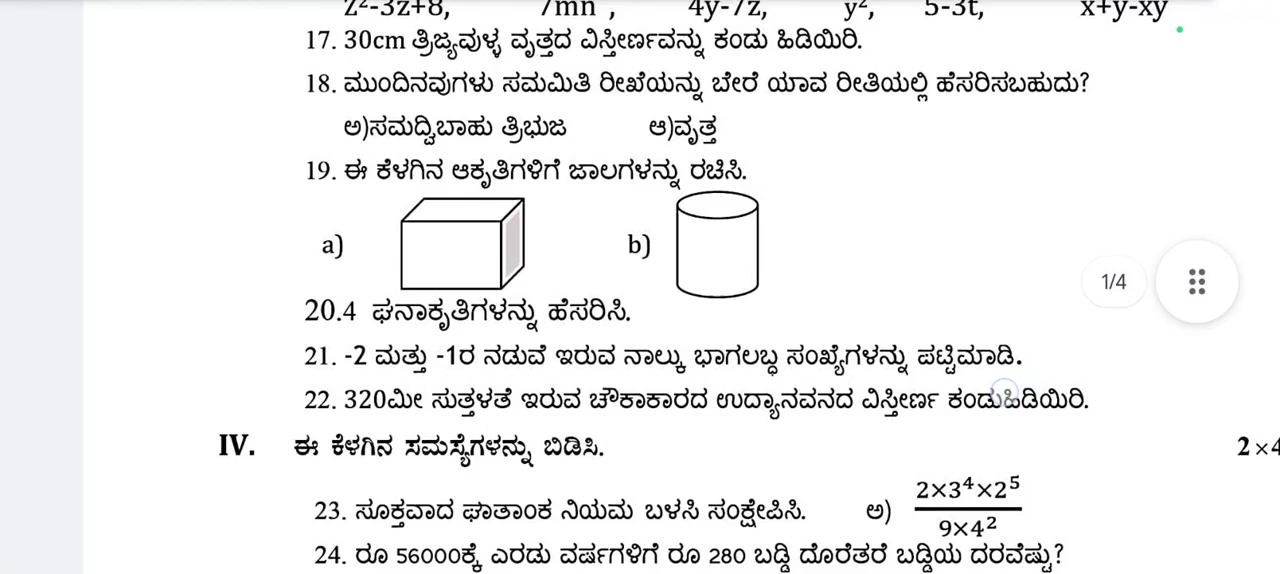 z²-3z+8, 7mn , 4y-7z, y², 5-3t, x+y-xy
17. 30cm ತ್ರಿಜ್ಯವುಳ್ಳ ವೃತ್ತದ ವಿಸ್ತೀರ್ಣವನ್ನು ಕಂಡು ಹಿಡಿಯಿರಿ.
18. ಮುಂದಿನವುಗಳು ಸಮಮಿತಿ ರೇಖೆಯನ್ನು ಬೇರೆ ಯಾವ ರೀತಿಯಲ್ಲಿ ಹೆಸರಿಸಬಹುದು?
ಅ)ಸಮದ್ವಿಬಾಹು ತ್ರಿಭುಜ ಆ)ವೃತ್ತ
19. ಈ ಕೆಳಗಿನ ಆಕೃತಿಗಳಿಗೆ ಜಾಲಗಳನ್ನು ರಚಿಸಿ.
a) b)
1/4
20.4 ಘನಾಕೃತಿಗಳನ್ನು ಹೆಸರಿಸಿ.
21. -2 ಮತ್ತು -1ರ ನಡುವೆ ಇರುವ ನಾಲ್ಕು ಭಾಗಲಬ್ಧ ಸಂಖ್ಯೆಗಳನ್ನು ಪಟ್ಟಿಮಾಡಿ.
22. 320ಮೀ ಸುತ್ತಳತೆ ಇರುವ ಚೌಕಾಕಾರದ ಉದ್ಯಾನವನದ ವಿಸ್ತೀರ್ಣ ಕಂಡುಹಿಡಿಯಿರಿ.
IV. ಈ ಕೆಳಗಿನ ಸಮಸ್ಯೆಗಳನ್ನು ಬಿಡಿಸಿ. 2×4
23. ಸೂಕ್ತವಾದ ಘಾತಾಂಕ ನಿಯಮ ಬಳಸಿ ಸಂಕ್ಷೇಪಿಸಿ. ಅ) 2×3⁴×2⁵
9×4²
24. ರೂ 56000ಕ್ಕೆ ಎರಡು ವರ್ಷಗಳಿಗೆ ರೂ 280 ಬಡ್ಡಿ ದೊರೆತರೆ ಬಡ್ಡಿಯ ದರವೆಷ್ಟು?